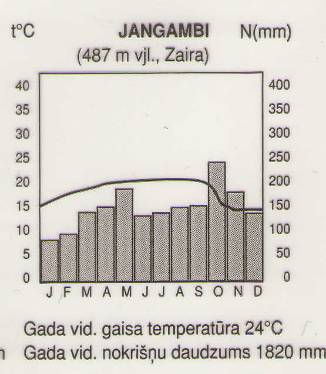 t°C JANGAMBI N(mm)
(487 m vjl., Zaira)
40 400
35 350
30 300
25 250
20 200
15 150
10 100
5 50
0 0
J F M A M J J A S O N D
Gada vid. gaisa temperatūra 24°C
Gada vid. nokrišņu daudzums 1820 mm